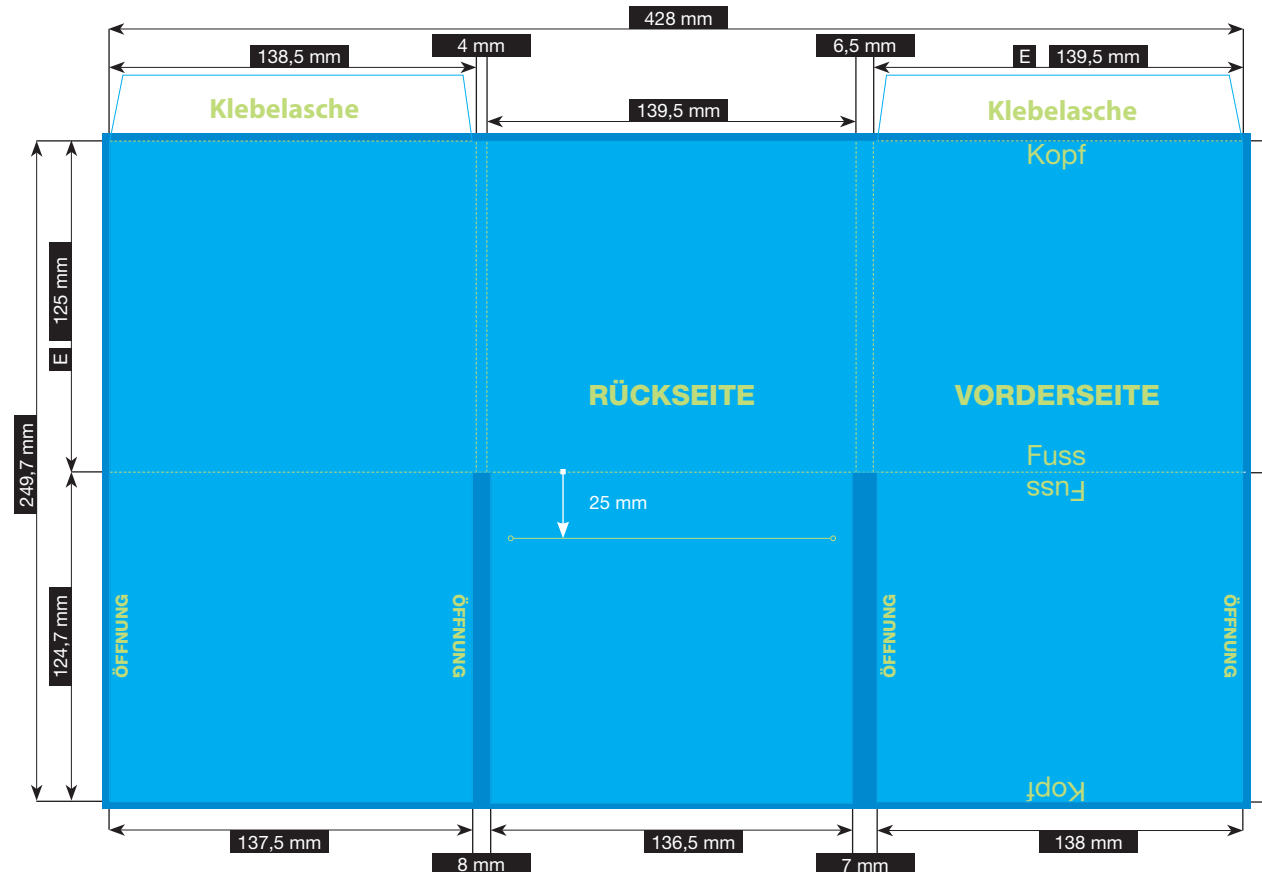 428 mm
4 mm
6,5 mm
138,5 mm
E 139,5 mm
Klebelasche
139,5 mm
Klebelasche
Kopf
125 mm
E
RÜCKSEITE
VORDERSEITE
249,7 mm
Fuss
Fuss
25 mm
124,7 mm
ÖFFNUNG
ÖFFNUNG
ÖFFNUNG
ÖFFNUNG
Kopf
137,5 mm
136,5 mm
138 mm
8 mm
7 mm